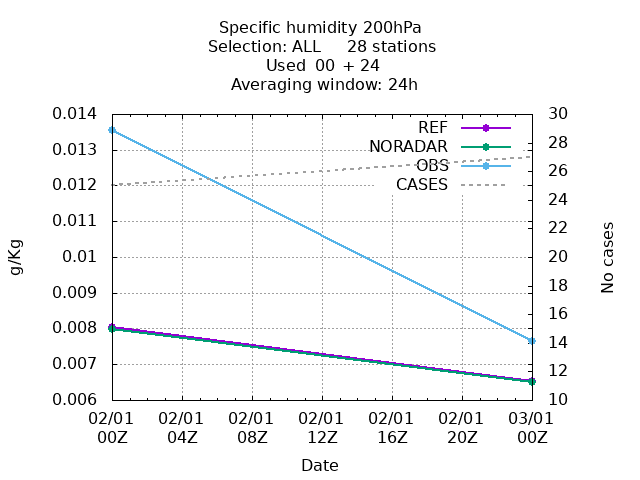 Specific humidity 200hPa
Selection: ALL 28 stations
Used 00 + 24
Averaging window: 24h
0.014
0.013
0.012
0.011
0.01
0.009
0.008
0.007
0.006
30
28
26
24
22
20
18
16
14
12
10
REF
NORADAR
OBS
CASES
g/Kg
No cases
02/01 02/01 02/01 02/01 02/01 02/01 03/01
00Z 04Z 08Z 12Z 16Z 20Z 00Z
Date